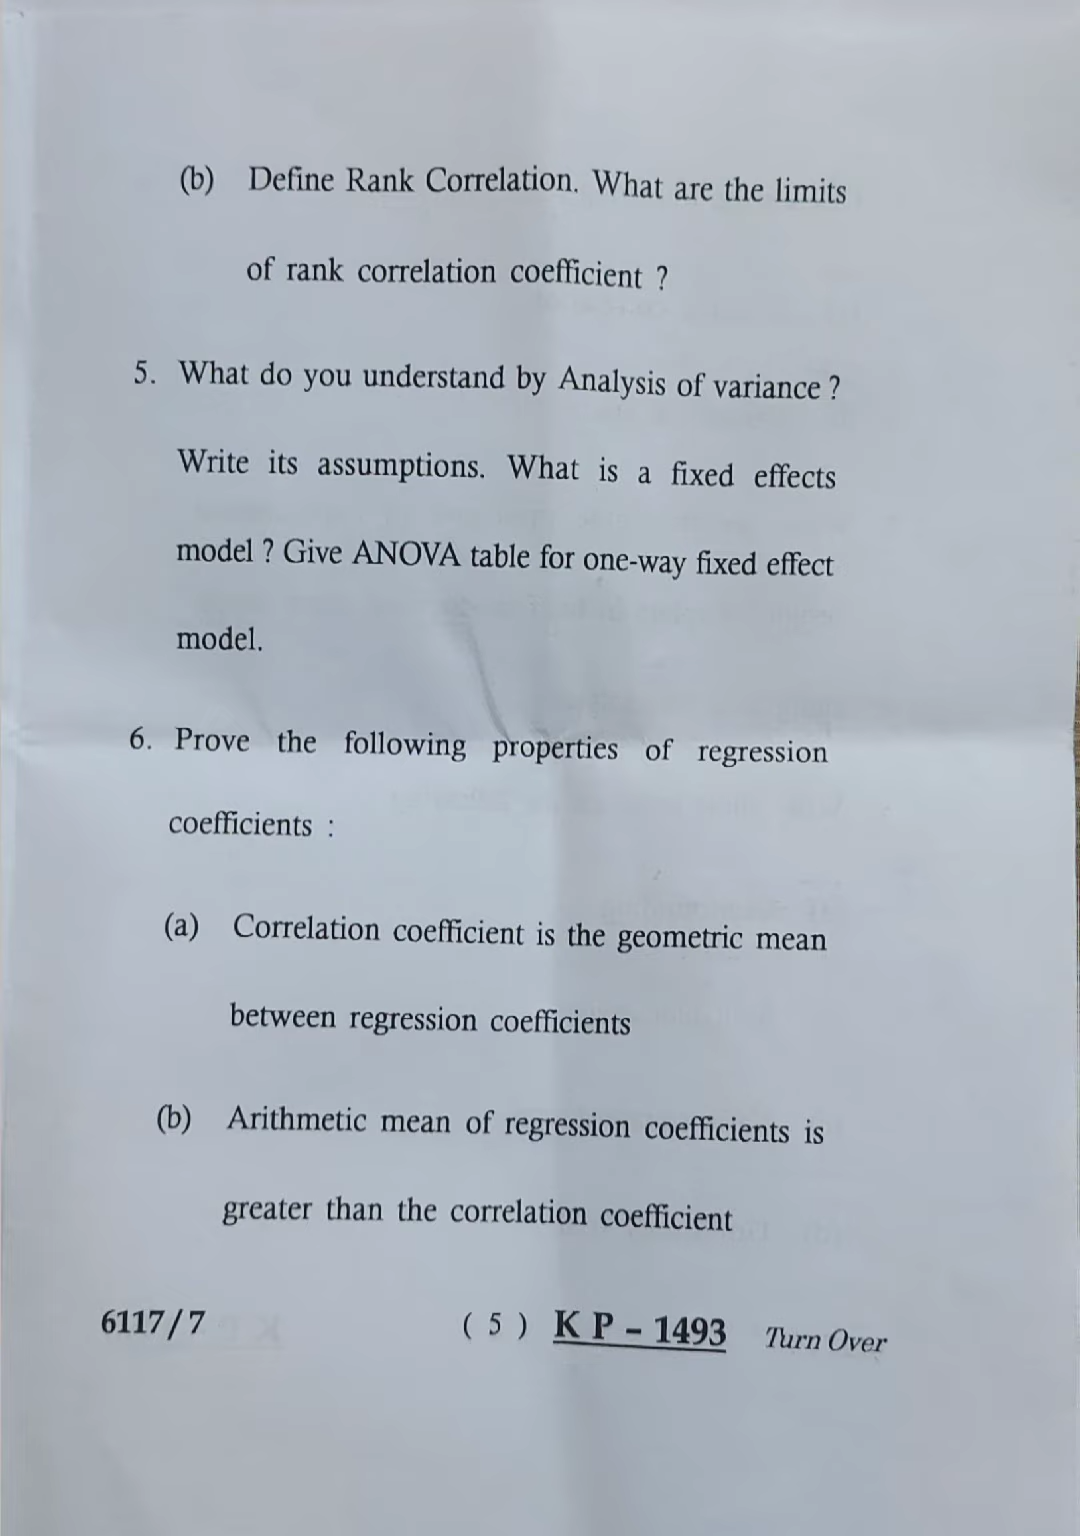 (b) Define Rank Correlation. What are the limits
of rank correlation coefficient ?
5. What do you understand by Analysis of variance ?
Write its assumptions. What is a fixed effects
model ? Give ANOVA table for one-way fixed effect
model.
6. Prove the following properties of regression
coefficients :
(a) Correlation coefficient is the geometric mean
between regression coefficients
(b) Arithmetic mean of regression coefficients is
greater than the correlation coefficient
6117/7 ( 5 ) K P – 1493 Turn Over